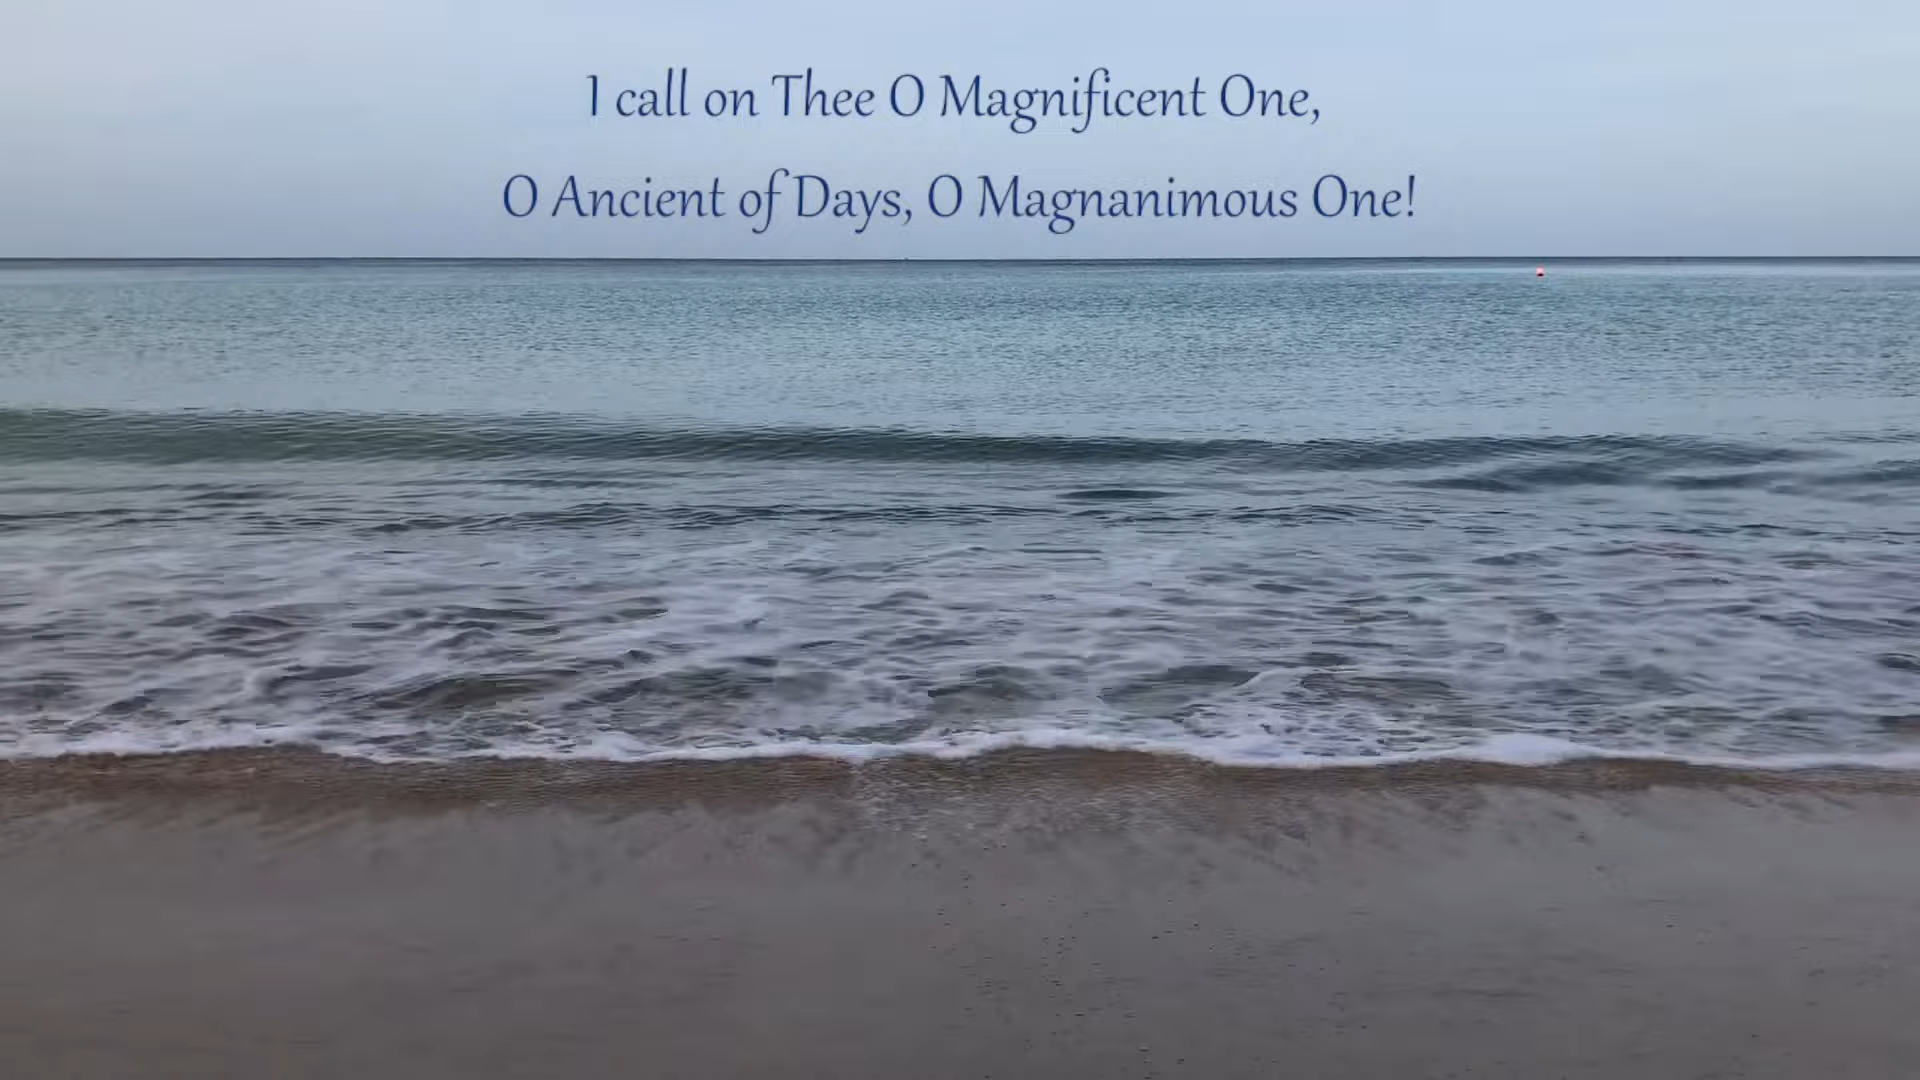 I call on Thee O Magnificent One,
O Ancient of Days, O Magnanimous One!